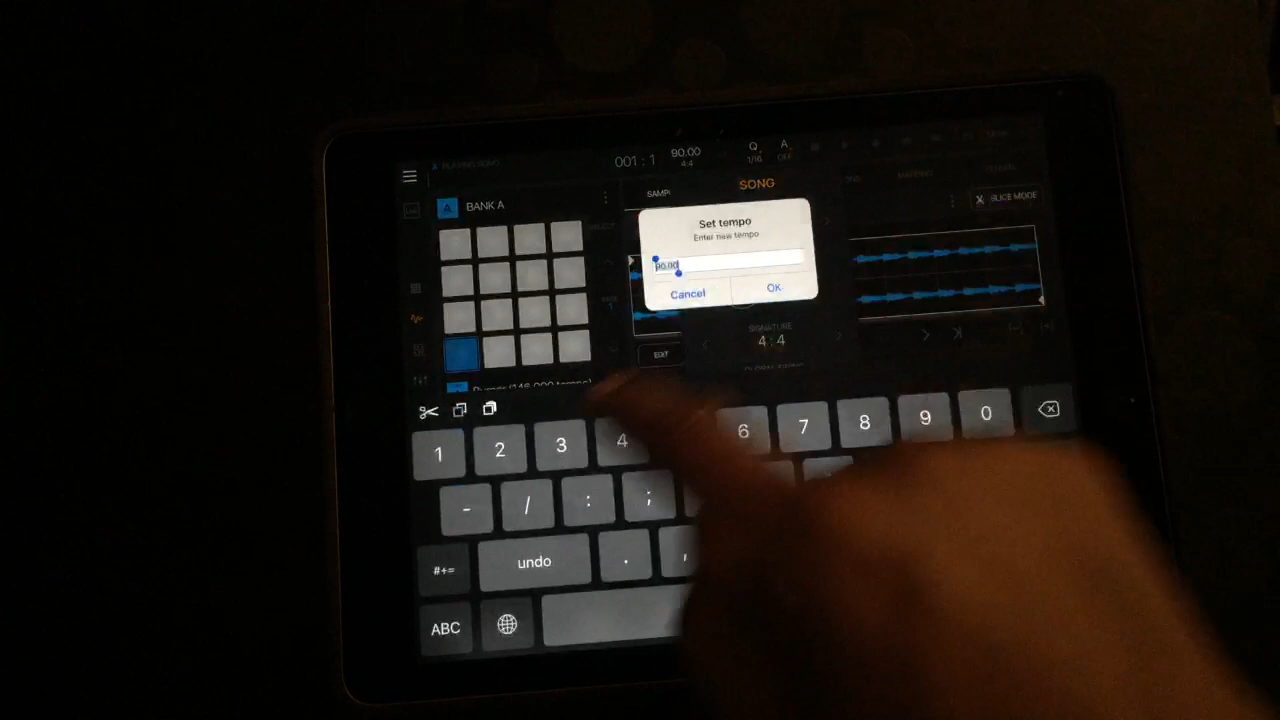 001 : 1
90.00
4:4
Q
1/16
A
OFF
SONG
BANK A
SLICE MODE
Set tempo
Enter new tempo
90.00
Cancel
OK
SIGNATURE
4 : 4
EDIT
1 2 3 4 6 7 8 9 0
- / : ;
#+= undo . ,
ABC